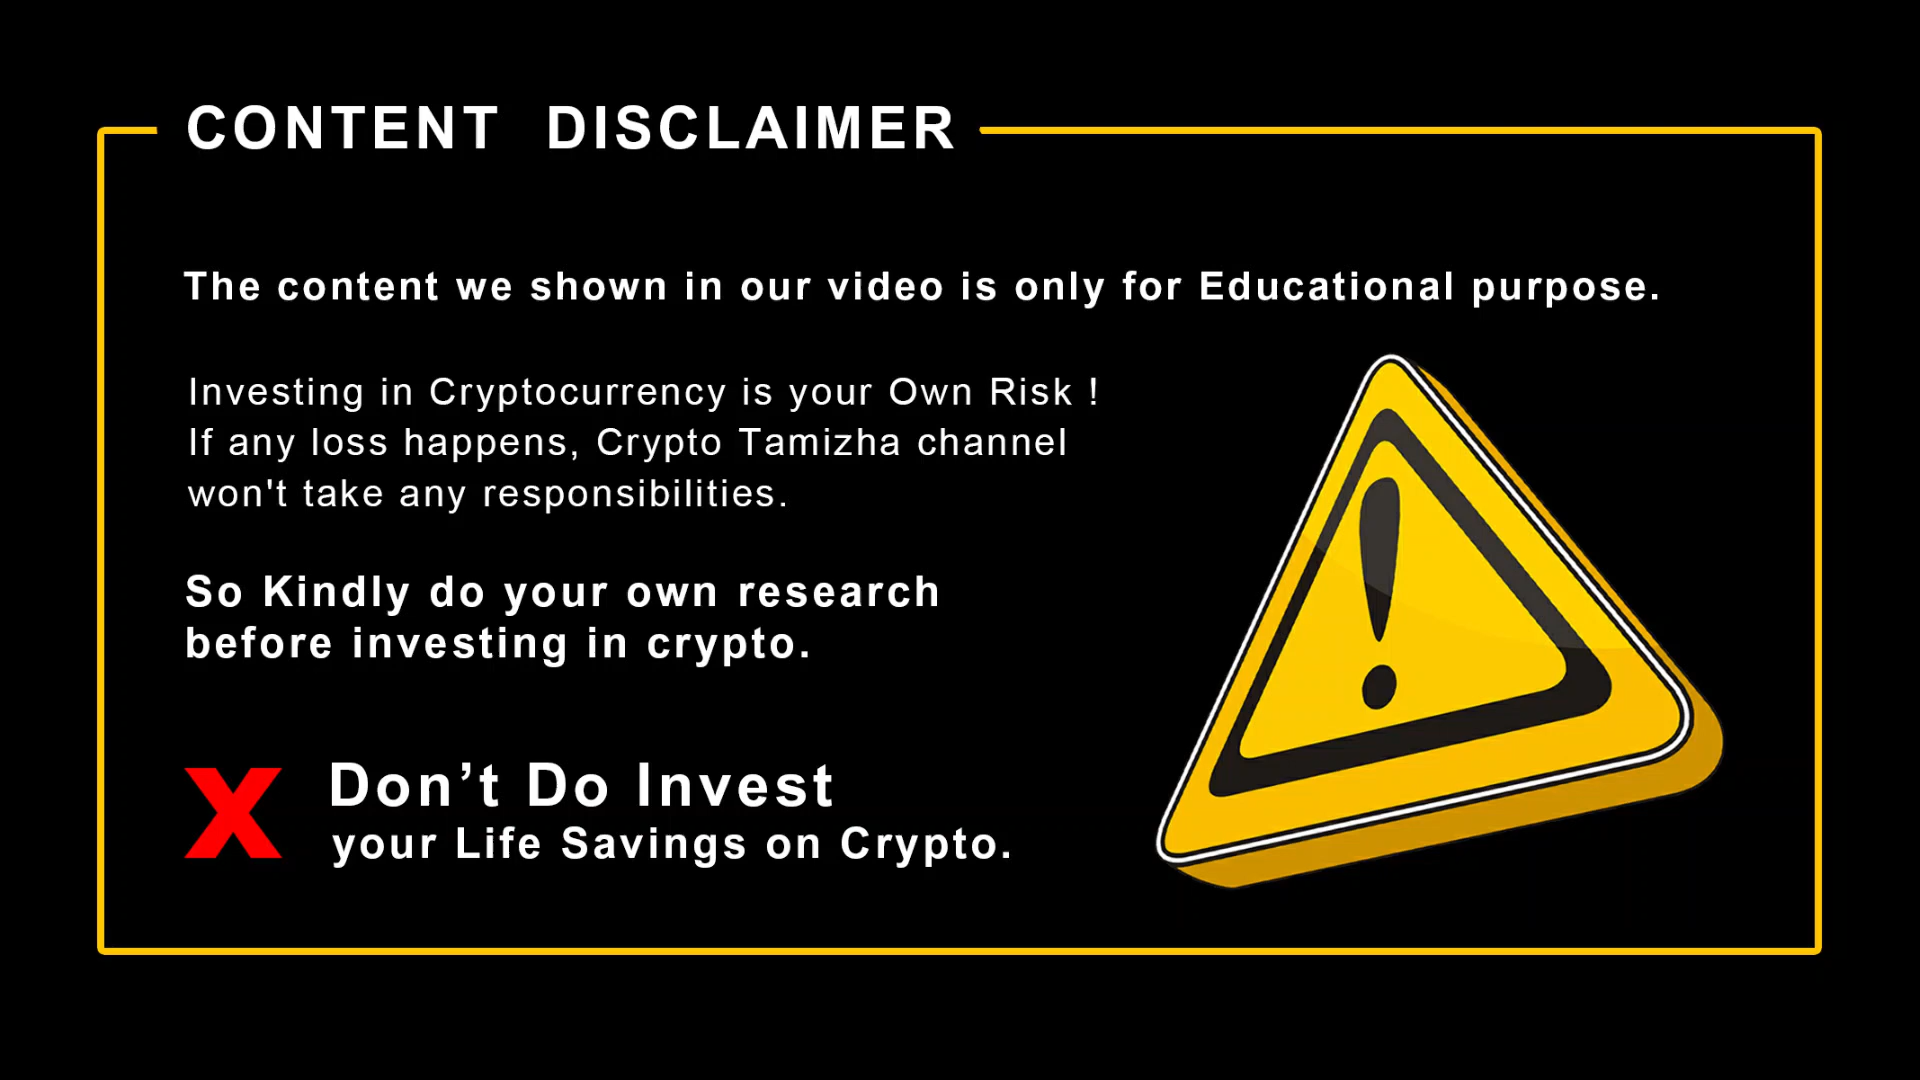 CONTENT DISCLAIMER
The content we shown in our video is only for Educational purpose.
Investing in Cryptocurrency is your Own Risk !
If any loss happens, Crypto Tamizha channel
won't take any responsibilities.
So Kindly do your own research
before investing in crypto.
X Don’t Do Invest
your Life Savings on Crypto.